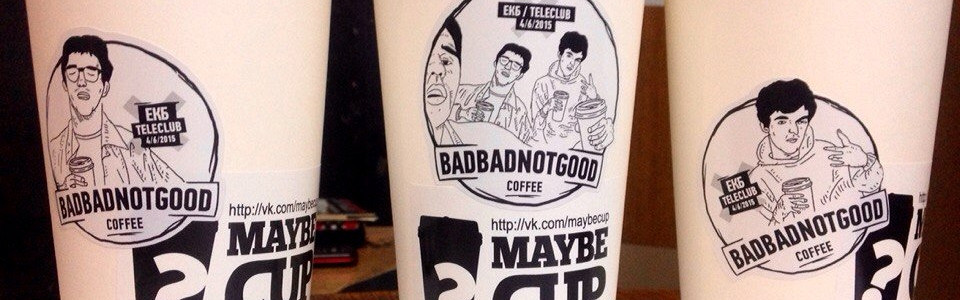 ЕКБ
TELECLUB
4/6/2015
BADBADNOTGOOD
COFFEE
http://vk.com/maybecup
MAYBE
CUP
?
ЕКБ / TELECLUB
4/6/2015
BADBADNOTGOOD
COFFEE
http://vk.com/maybecup
MAYBE
CUP
?
ЕКБ
TELECLUB
4/6/2015
BADBADNOTGOOD
COFFEE
?